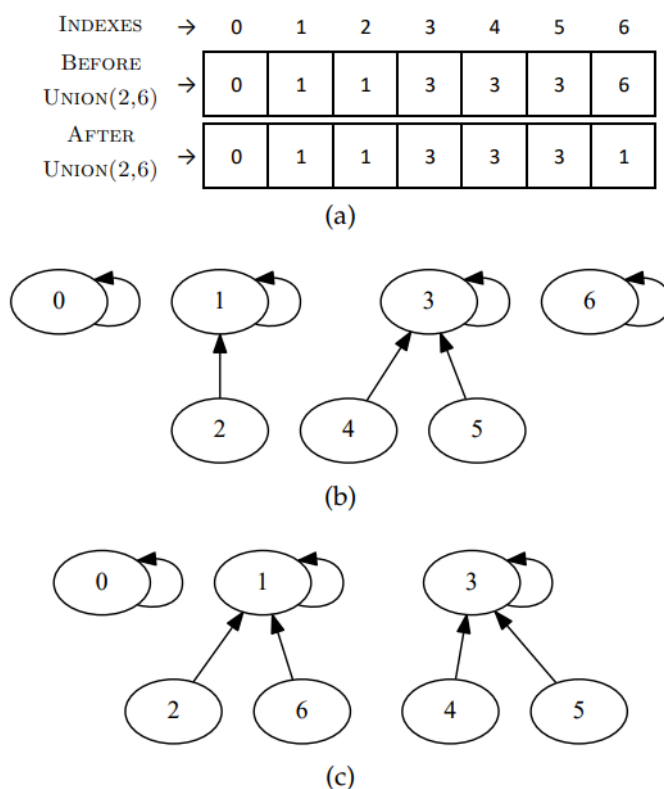 INDEXES → 0 1 2 3 4 5 6
BEFORE
UNION(2,6) → 0 1 1 3 3 3 6
AFTER
UNION(2,6) → 0 1 1 3 3 3 1
(a)
0 1 3 6
2 4 5
(b)
0 1 3
2 6 4 5
(c)